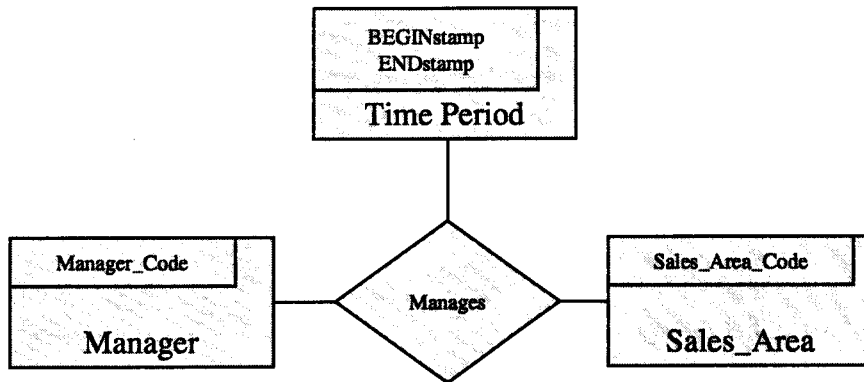 BEGINstamp
ENDstamp
Time Period
Manager_Code
Manager
Manages
Sales_Area_Code
Sales_Area